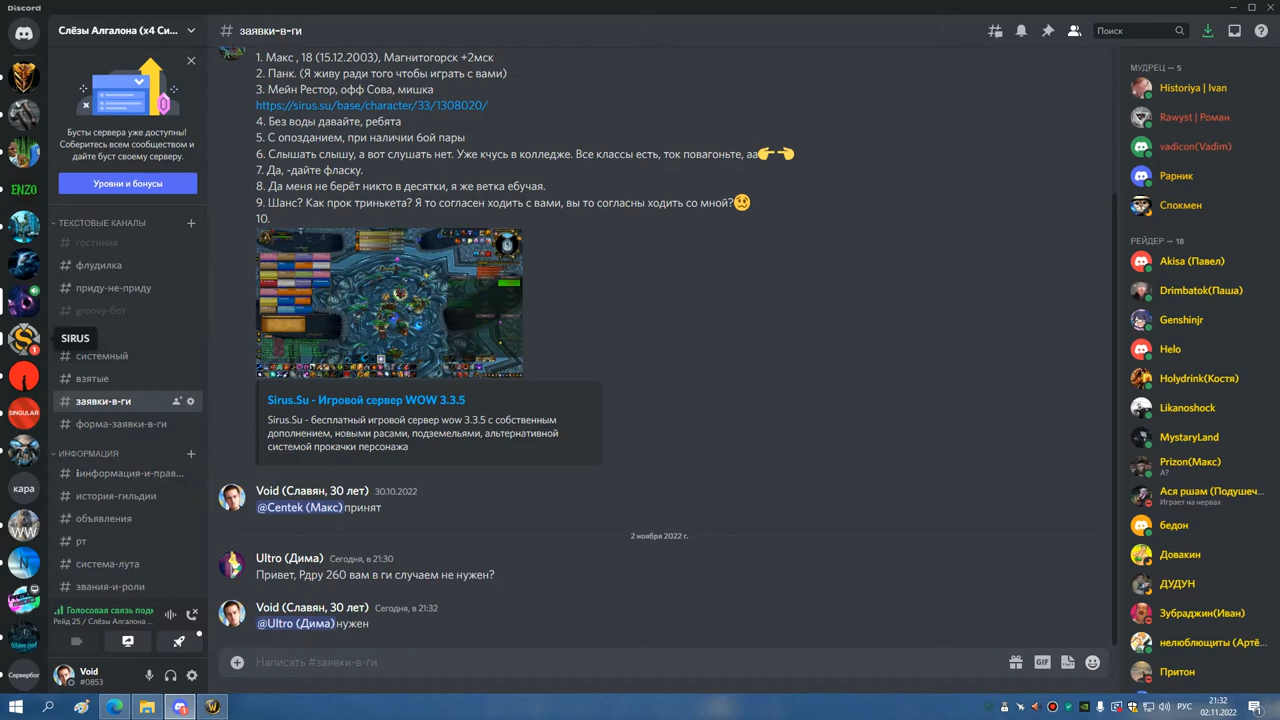 Discord
Слёзы Алгалона (x4 Си...
заявки-в-ги
Поиск
Бусты сервера уже доступны!
Соберитесь всем сообществом и
дайте буст своему серверу.
Уровни и бонусы
ТЕКСТОВЫЕ КАНАЛЫ
гостиная
флудилка
приду-не-приду
groovy-бот
SIRUS
системный
взятые
заявки-в-ги
форма-заявки-в-ги
ИНФОРМАЦИЯ
информация-и-прав...
история-гильдии
объявления
рт
система-лута
звания-и-роли
Голосовая связь подк
Рейд 25 / Слёзы Алгалона ...
Void
#0853
ENZO
SINGULAR
кара
WW
Сервербог
1. Макс , 18 (15.12.2003), Магнитогорск +2мск
2. Панк. (Я живу ради того чтобы играть с вами)
3. Мейн Рестор, офф Сова, мишка
https://sirus.su/base/character/33/1308020/
4. Без воды давайте, ребята
5. С опозданием, при наличии бой пары
6. Слышать слышу, а вот слушать нет. Уже кчусь в колледже. Все классы есть, ток повагоньте, аа
7. Да, -дайте фласку.
8. Да меня не берёт никто в десятки, я же ветка ебучая.
9. Шанс? Как прок тринькета? Я то согласен ходить с вами, вы то согласны ходить со мной?
10.
Sirus.Su - Игровой сервер WOW 3.3.5
Sirus.Su - бесплатный игровой сервер wow 3.3.5 с собственным
дополнением, новыми расами, подземельями, альтернативной
системой прокачки персонажа
Void (Славян, 30 лет) 30.10.2022
@Centek (Макс) принят
2 ноября 2022 г.
Ultro (Дима) Сегодня, в 21:30
Привет, Рдру 260 вам в ги случаем не нужен?
Void (Славян, 30 лет) Сегодня, в 21:32
@Ultro (Дима) нужен
Написать #заявки-в-ги
GIF
МУДРЕЦ — 5
Historiya | Ivan
Rawyst | Роман
vadicon(Vadim)
Рарник
Спокмен
РЕЙДЕР — 18
Akisa (Павел)
Drimbatok(Паша)
Genshinjr
Helo
Holydrink(Костя)
Likanoshock
MystaryLand
Prizon(Макс)
А?
Ася ршам (Подушеч...
Играет на нервах
бедон
Довакин
ДУДУН
Зубраджин(Иван)
нелюблющиты (Артё...
Притон
РУС
21:32
02.11.2022